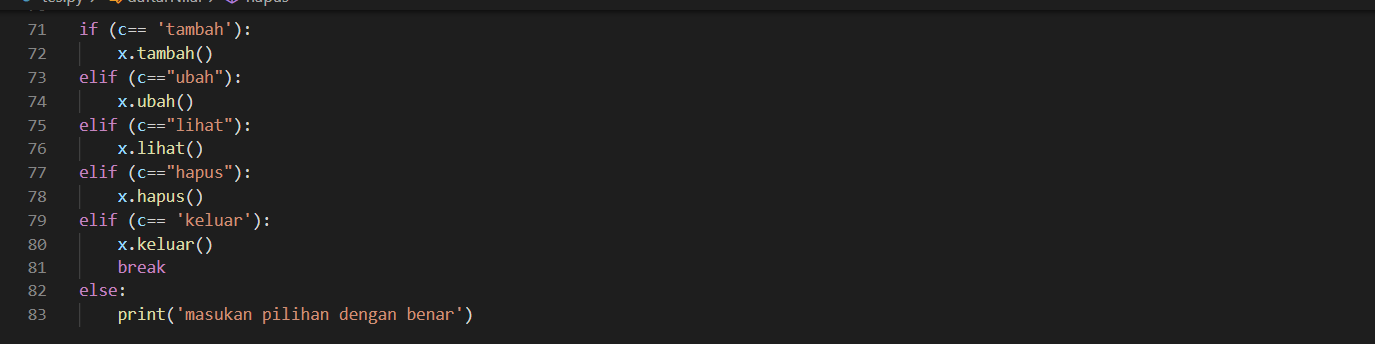 71 if (c== 'tambah'):
72 x.tambah()
73 elif (c=="ubah"):
74 x.ubah()
75 elif (c=="lihat"):
76 x.lihat()
77 elif (c=="hapus"):
78 x.hapus()
79 elif (c== 'keluar'):
80 x.keluar()
81 break
82 else:
83 print('masukan pilihan dengan benar')